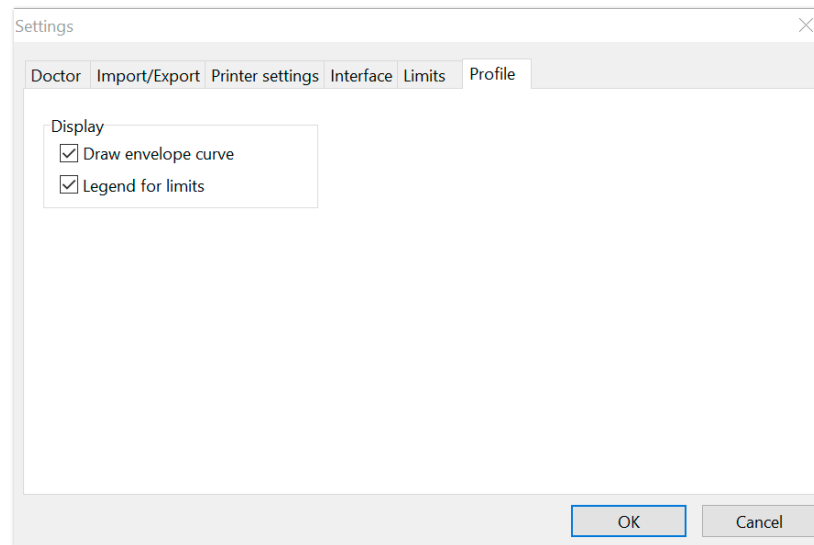 Settings
Doctor Import/Export Printer settings Interface Limits Profile
Display
Draw envelope curve
Legend for limits
OK Cancel